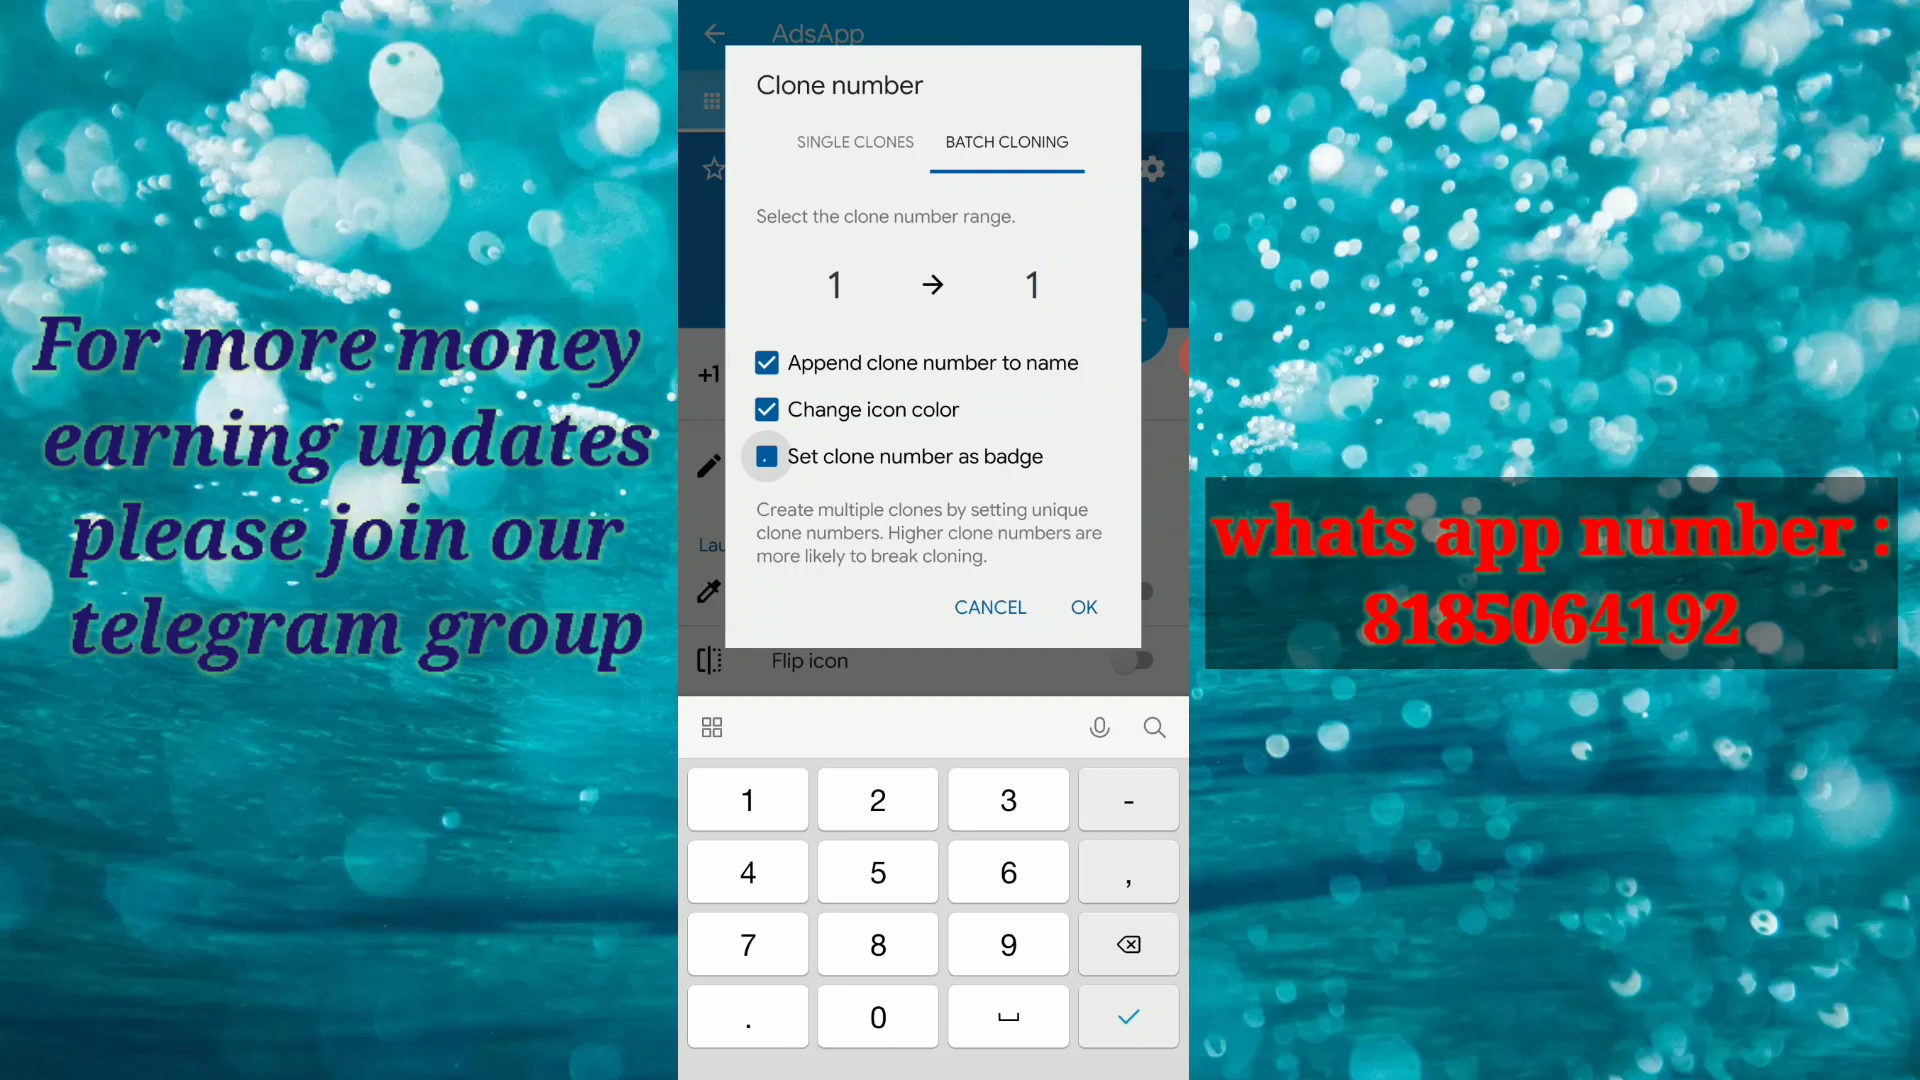 For more money
earning updates
please join our
telegram group
AdsApp
Clone number
SINGLE CLONES
BATCH CLONING
Select the clone number range.
1 → 1
+1
Append clone number to name
Change icon color
Set clone number as badge
Create multiple clones by setting unique
clone numbers. Higher clone numbers are
more likely to break cloning.
Lau
CANCEL
OK
Flip icon
1 2 3 -
4 5 6 ,
7 8 9
. 0
whats app number :
8185064192